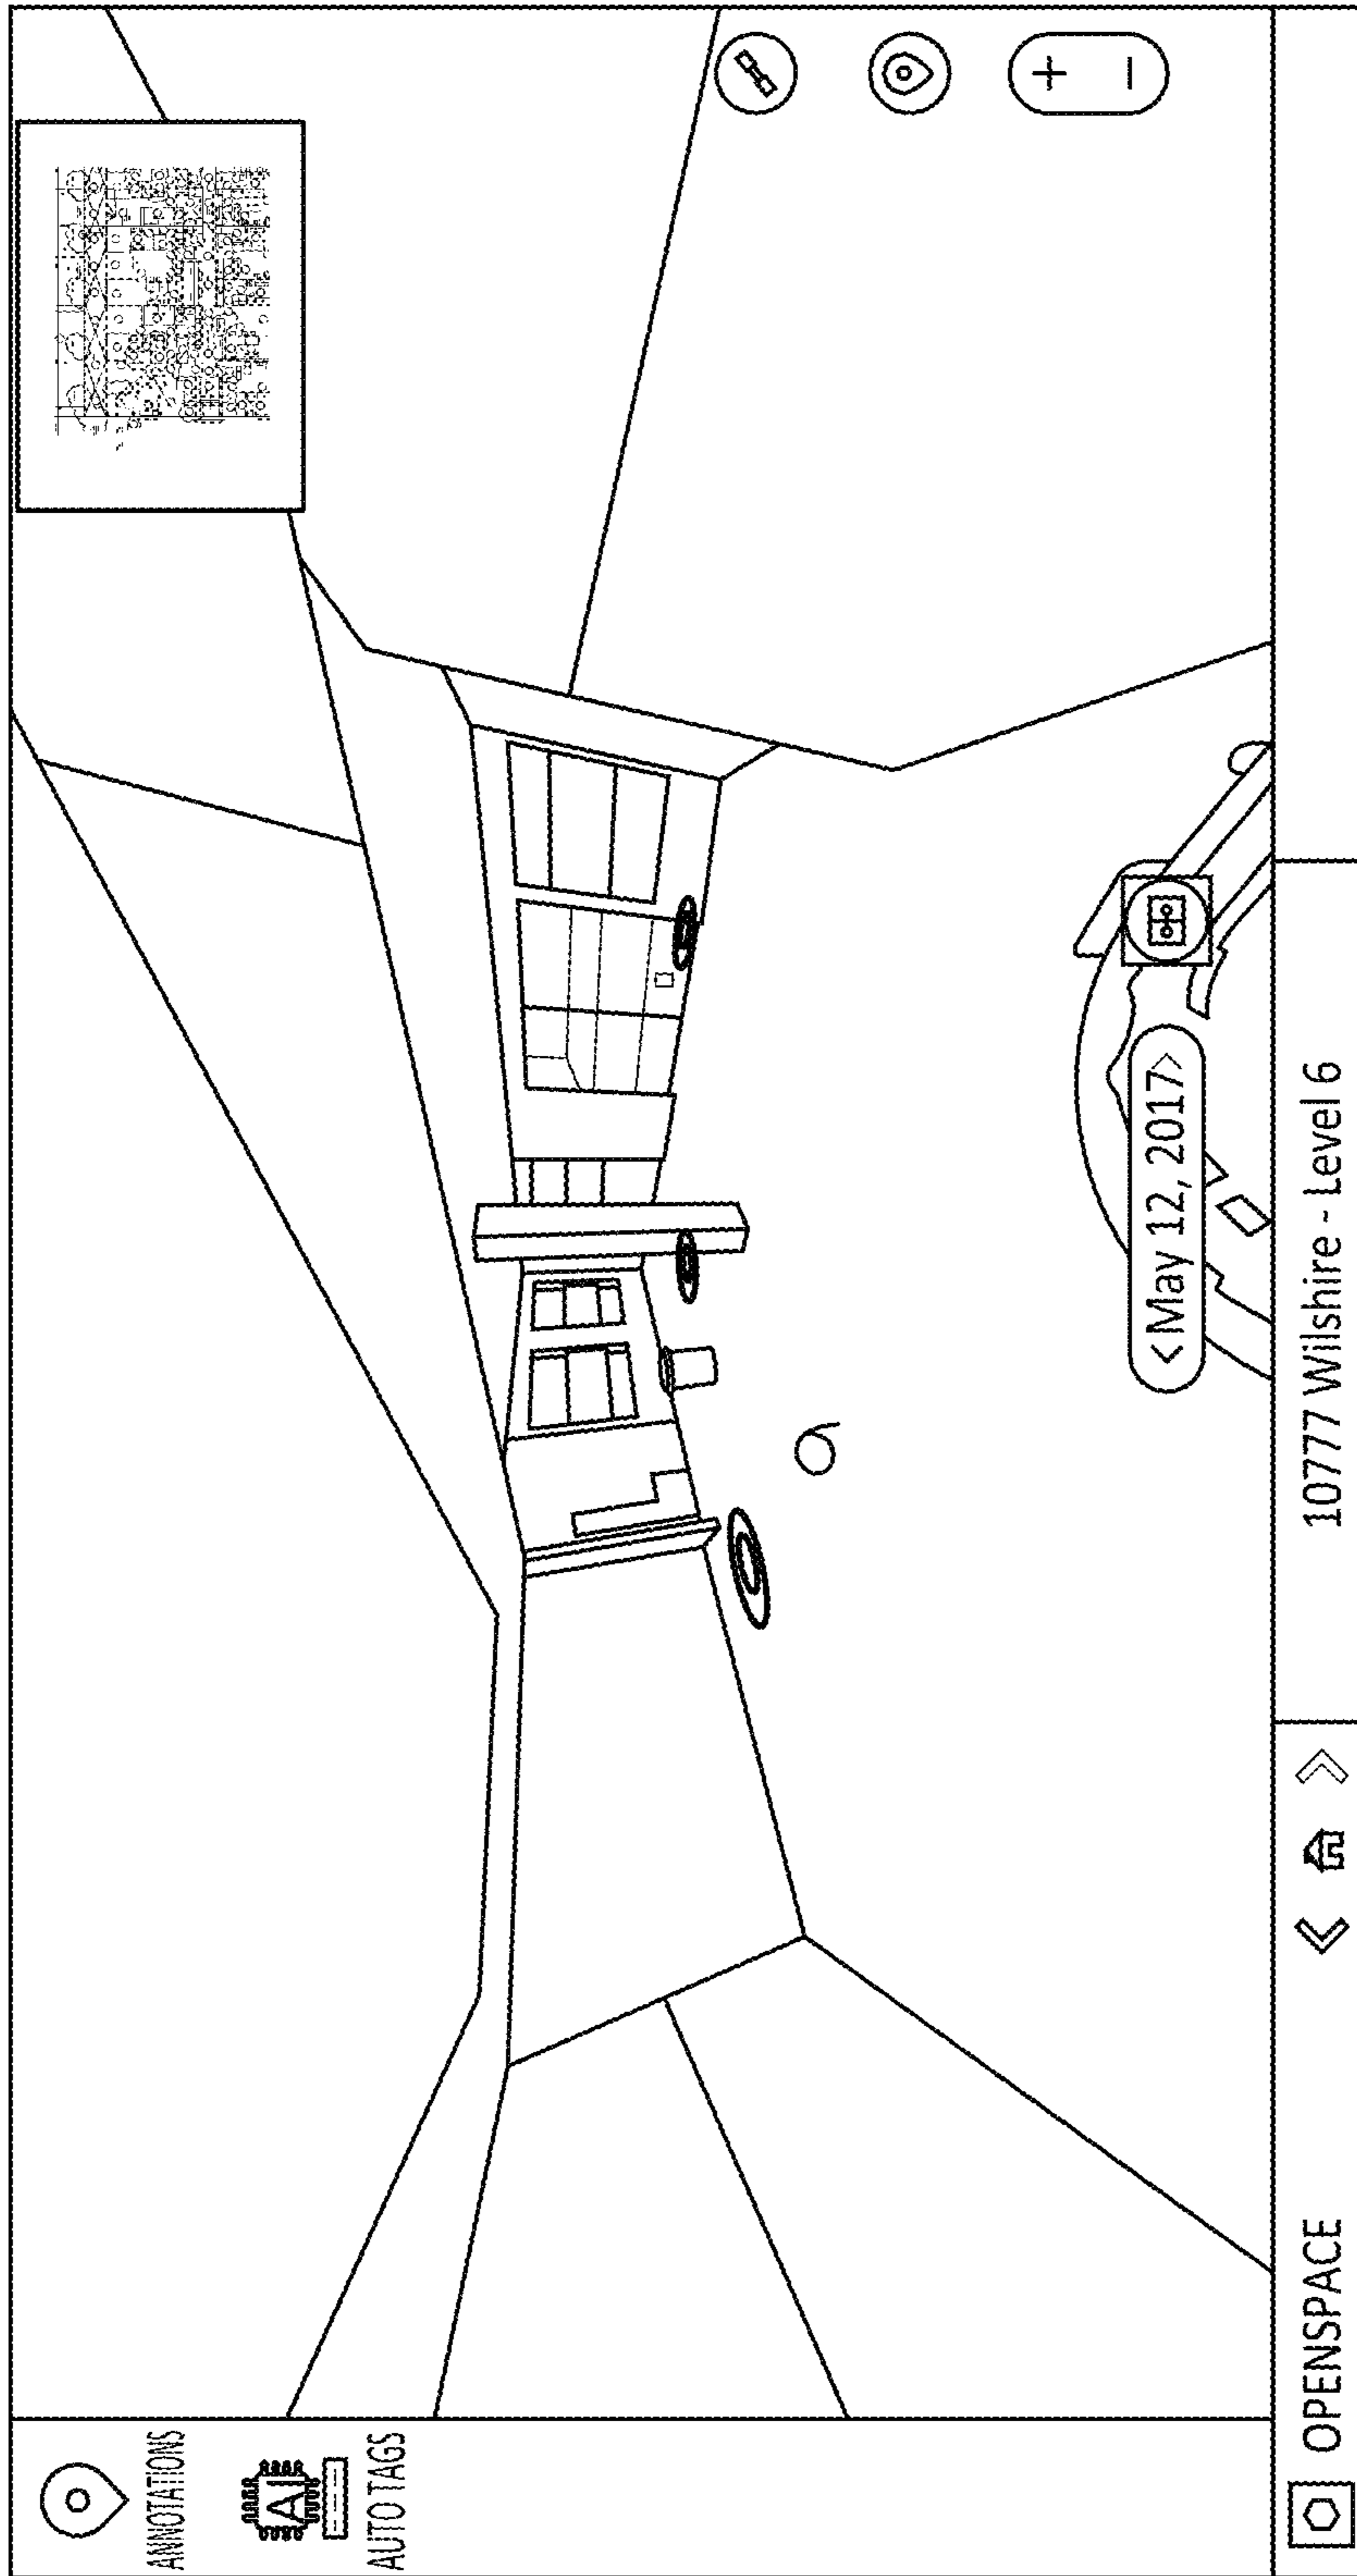 ANNOTATIONS
AI
AUTO TAGS
+
−
<May 12, 2017>
OPENSPACE
10777 Wilshire - Level 6